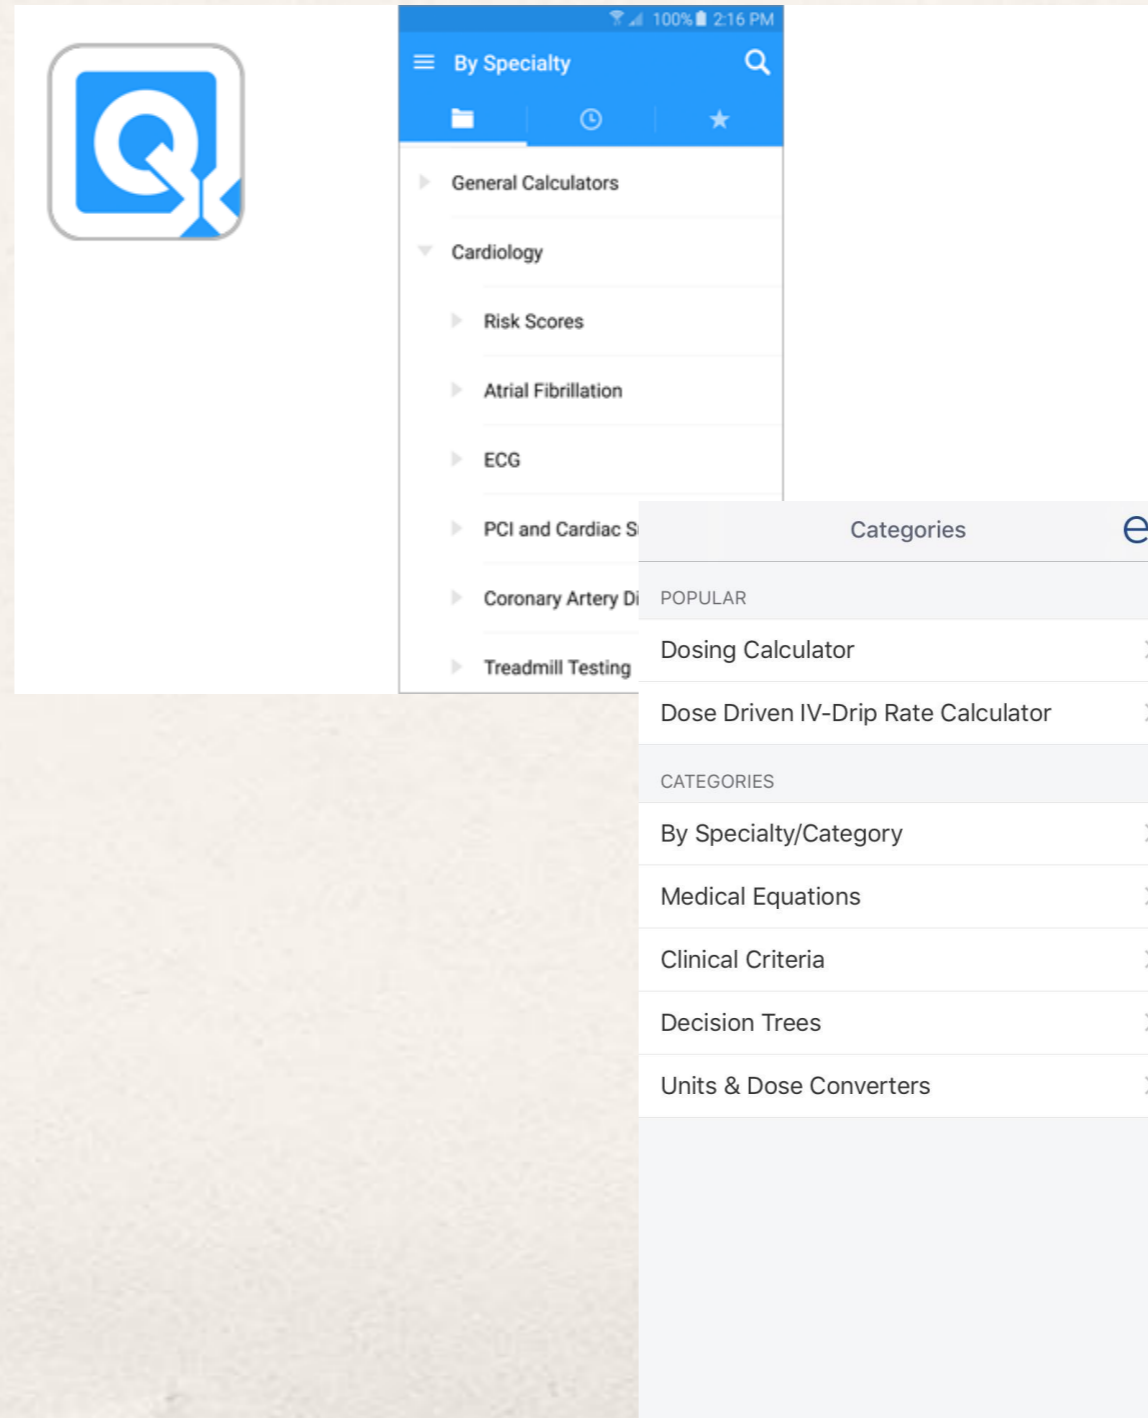 100% 2:16 PM
By Specialty
General Calculators
Cardiology
Risk Scores
Atrial Fibrillation
ECG
PCI and Cardiac S
Coronary Artery Di
Treadmill Testing
Categories
e
POPULAR
Dosing Calculator
Dose Driven IV-Drip Rate Calculator
CATEGORIES
By Specialty/Category
Medical Equations
Clinical Criteria
Decision Trees
Units & Dose Converters